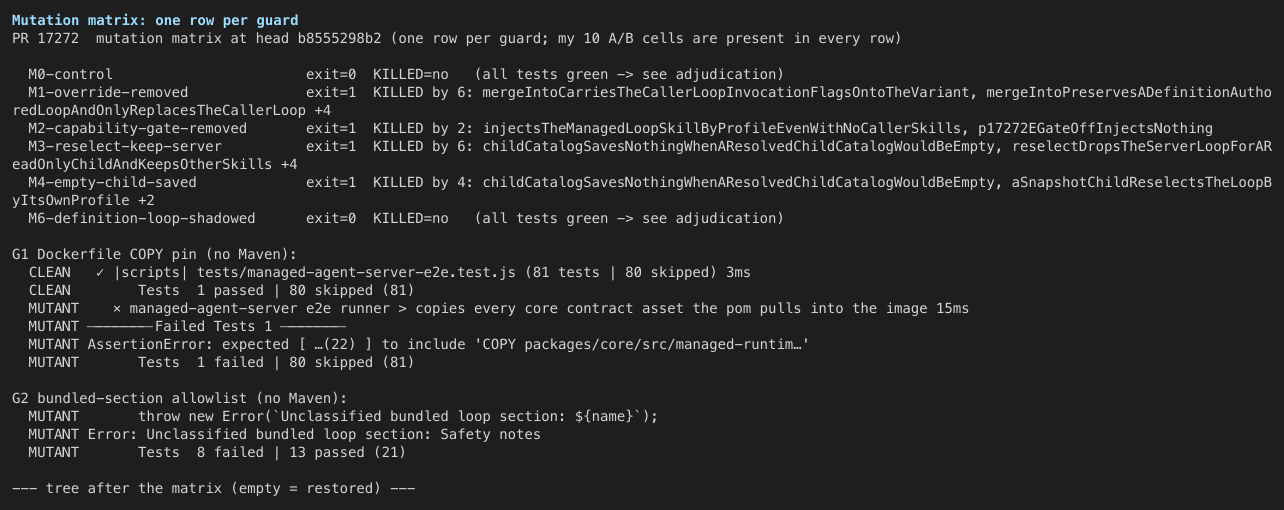 Mutation matrix: one row per guard
PR 17272  mutation matrix at head b8555298b2 (one row per guard; my 10 A/B cells are present in every row)
M0-control                       exit=0  KILLED=no   (all tests green -> see adjudication)
M1-override-removed              exit=1  KILLED by 6: mergeIntoCarriesTheCallerLoopInvocationFlagsOntoTheVariant, mergeIntoPreservesADefinitionAutho
redLoopAndOnlyReplacesTheCallerLoop +4
M2-capability-gate-removed       exit=1  KILLED by 2: injectsTheManagedLoopSkillByProfileEvenWithNoCallerSkills, p17272EGateOffInjectsNothing
M3-reselect-keep-server          exit=1  KILLED by 6: childCatalogSavesNothingWhenAResolvedChildCatalogWouldBeEmpty, reselectDropsTheServerLoopForAR
eadOnlyChildAndKeepsOtherSkills +4
M4-empty-child-saved             exit=1  KILLED by 4: childCatalogSavesNothingWhenAResolvedChildCatalogWouldBeEmpty, aSnapshotChildReselectsTheLoopB
yItsOwnProfile +2
M6-definition-loop-shadowed      exit=0  KILLED=no   (all tests green -> see adjudication)
G1 Dockerfile COPY pin (no Maven):
CLEAN   ✓ |scripts| tests/managed-agent-server-e2e.test.js (81 tests | 80 skipped) 3ms
CLEAN        Tests  1 passed | 80 skipped (81)
MUTANT    × managed-agent-server e2e runner > copies every core contract asset the pom pulls into the image 15ms
MUTANT ⎯⎯⎯⎯⎯⎯⎯Failed Tests 1 ⎯⎯⎯⎯⎯⎯⎯
MUTANT AssertionError: expected [ …(22) ] to include 'COPY packages/core/src/managed-runtim…'
MUTANT       Tests  1 failed | 80 skipped (81)
G2 bundled-section allowlist (no Maven):
MUTANT       throw new Error(`Unclassified bundled loop section: ${name}`);
MUTANT Error: Unclassified bundled loop section: Safety notes
MUTANT       Tests  8 failed | 13 passed (21)
--- tree after the matrix (empty = restored) ---